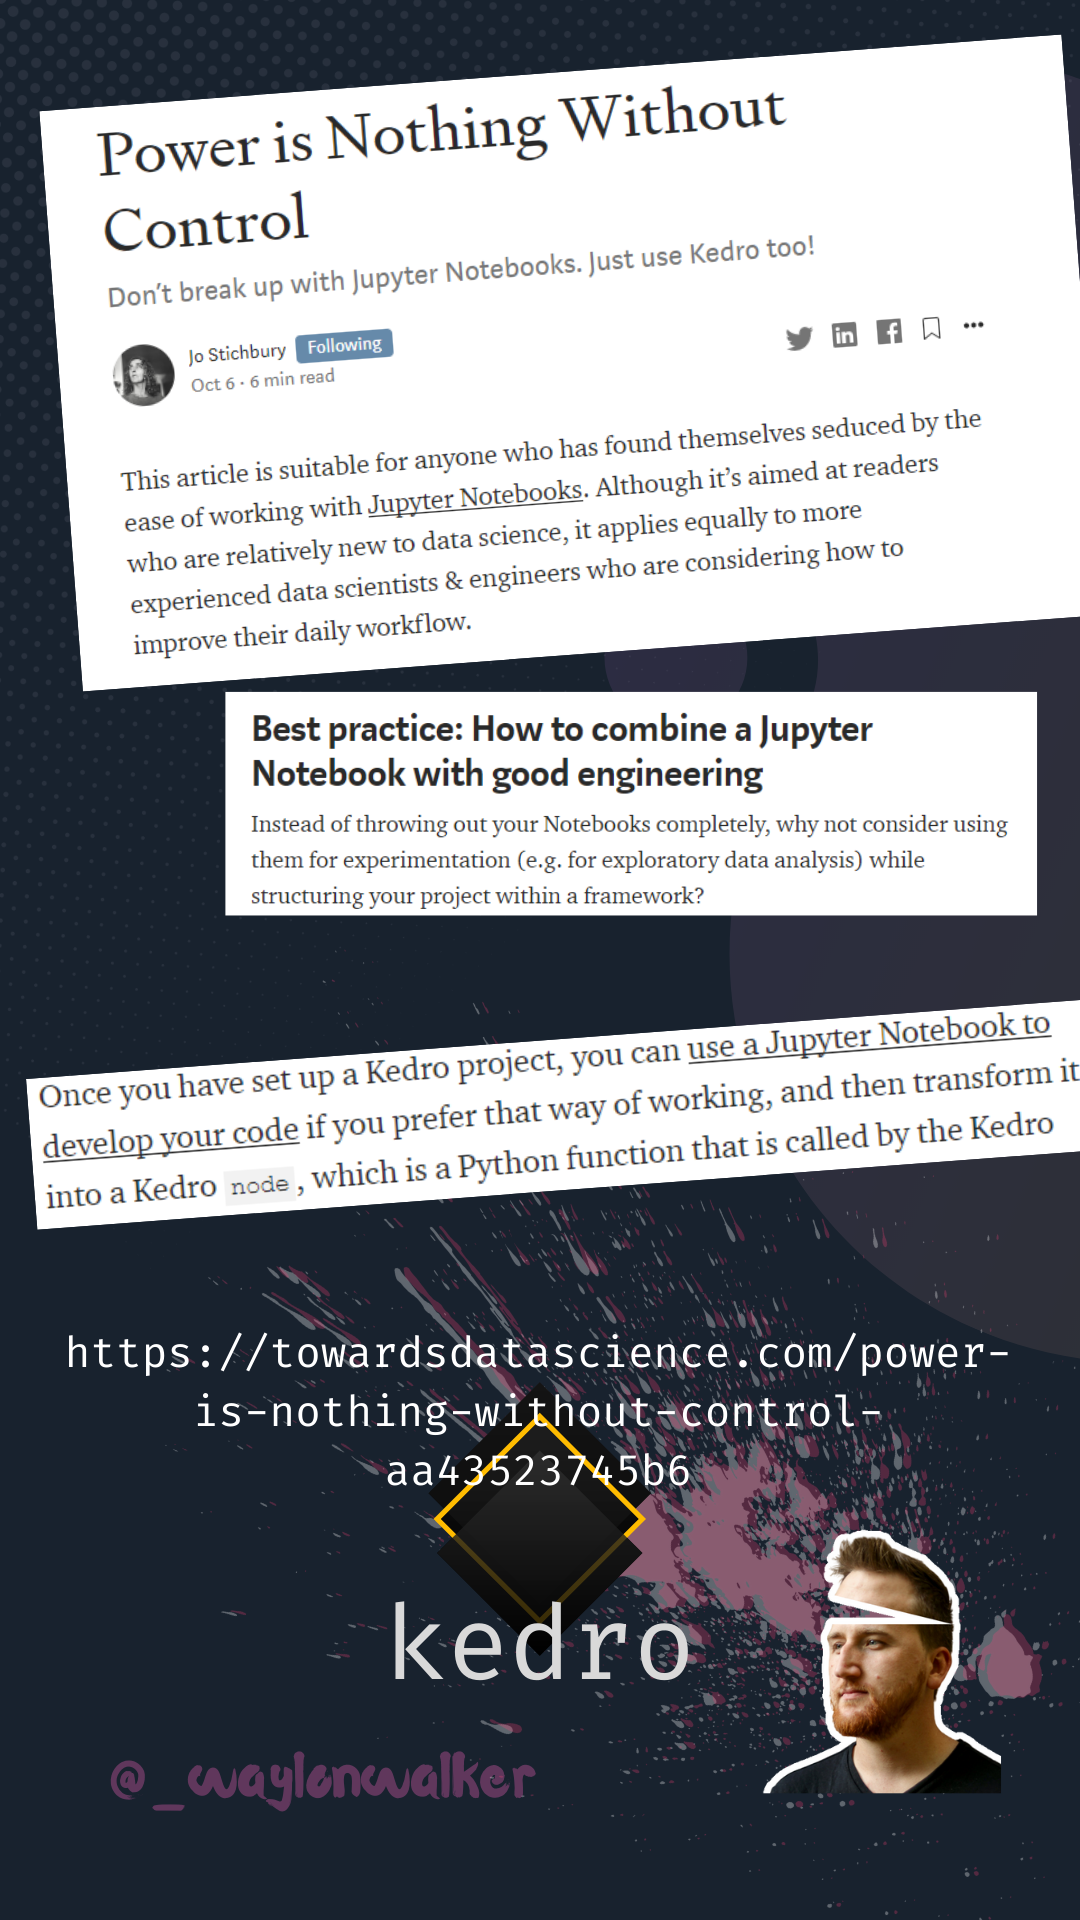 Power is Nothing Without
Control
Don’t break up with Jupyter Notebooks. Just use Kedro too!
Jo Stichbury Following
Oct 6 · 6 min read
This article is suitable for anyone who has found themselves seduced by the
ease of working with Jupyter Notebooks. Although it’s aimed at readers
who are relatively new to data science, it applies equally to more
experienced data scientists & engineers who are considering how to
improve their daily workflow.
Best practice: How to combine a Jupyter
Notebook with good engineering
Instead of throwing out your Notebooks completely, why not consider using
them for experimentation (e.g. for exploratory data analysis) while
structuring your project within a framework?
Once you have set up a Kedro project, you can use a Jupyter Notebook to
develop your code if you prefer that way of working, and then transform it
into a Kedro node, which is a Python function that is called by the Kedro
https://towardsdatascience.com/power-
is-nothing-without-control-
aa43523745b6
kedro
@_waylonwalker